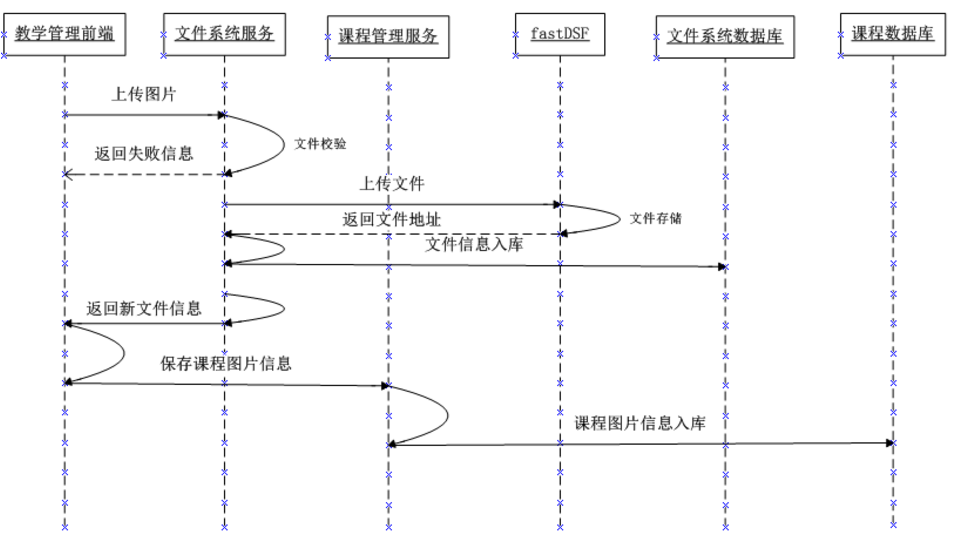 教学管理前端
文件系统服务
课程管理服务
fastDSF
文件系统数据库
课程数据库
上传图片
文件校验
返回失败信息
上传文件
返回文件地址
文件存储
文件信息入库
返回新文件信息
保存课程图片信息
课程图片信息入库